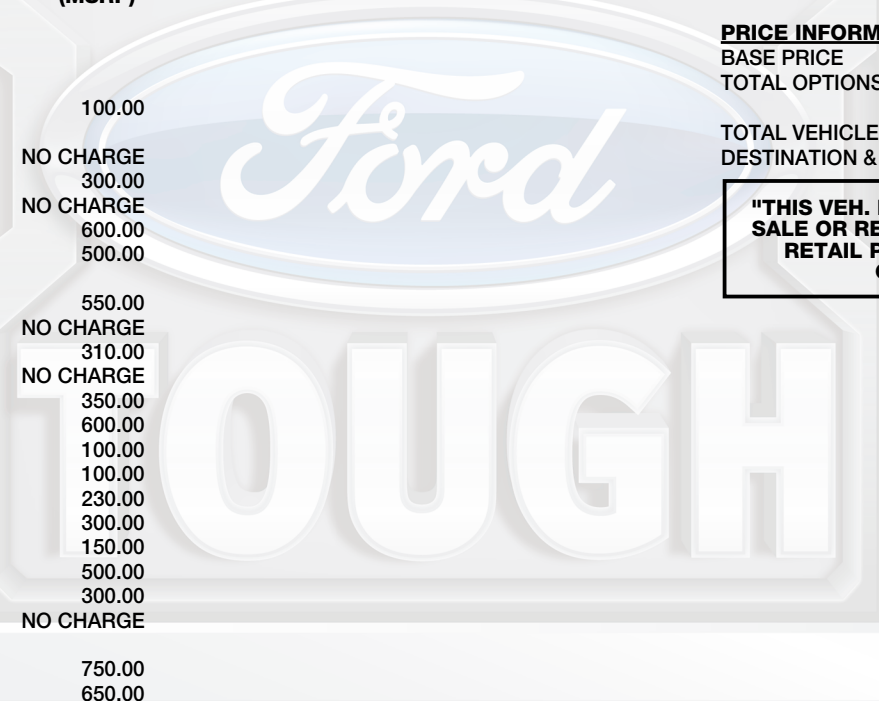 PRICE INFORM
BASE PRICE
TOTAL OPTIONS
TOTAL VEHICLE
DESTINATION &
"THIS VEH.
SALE OR RE
RETAIL
100.00
NO CHARGE
300.00
NO CHARGE
600.00
500.00
550.00
NO CHARGE
310.00
NO CHARGE
350.00
600.00
100.00
100.00
230.00
300.00
150.00
500.00
300.00
NO CHARGE
750.00
650.00
Ford
TOUGH